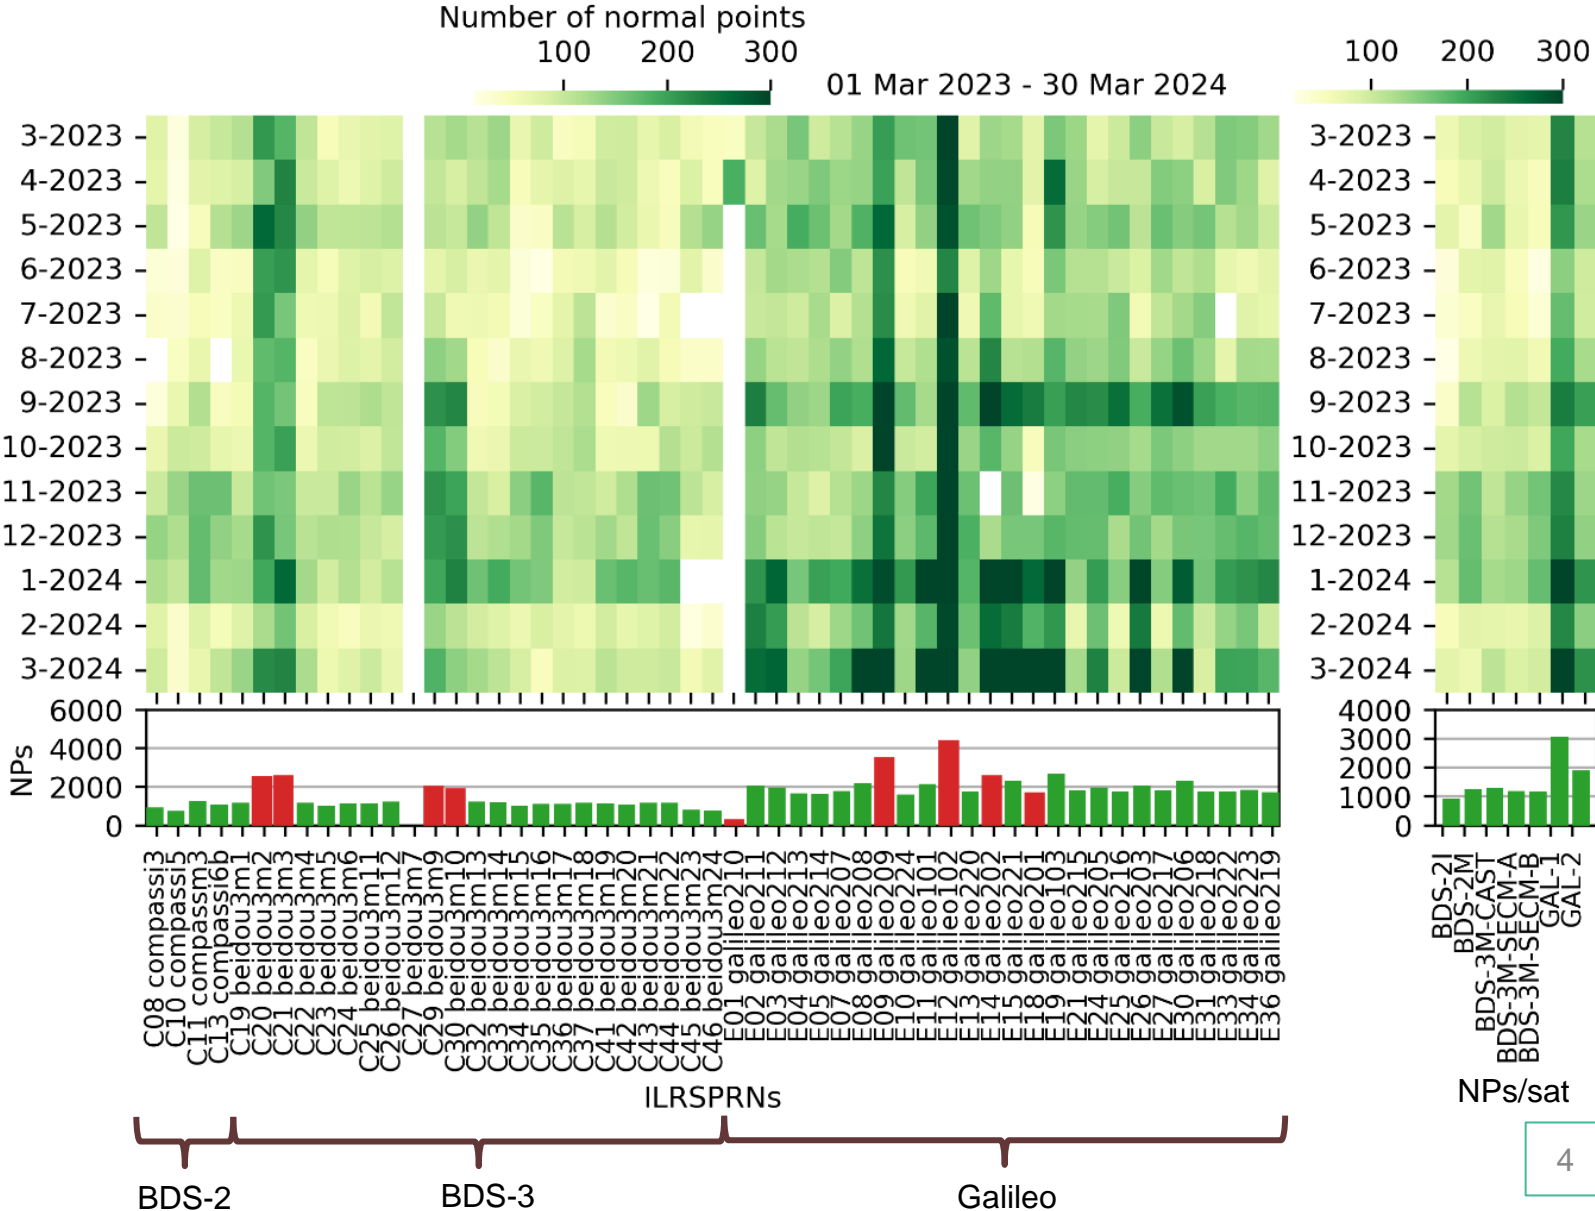 Number of normal points
100 200 300
01 Mar 2023 - 30 Mar 2024
100 200 300
3-2023
4-2023
5-2023
6-2023
7-2023
8-2023
9-2023
10-2023
11-2023
12-2023
1-2024
2-2024
3-2024
3-2023
4-2023
5-2023
6-2023
7-2023
8-2023
9-2023
10-2023
11-2023
12-2023
1-2024
2-2024
3-2024
NPs
6000
4000
2000
0
4000
3000
2000
1000
0
C08 compassi3
C10 compassi5
C11 compassm3
C13 compassi6b
C19 beidou3m1
C20 beidou3m2
C21 beidou3m3
C22 beidou3m4
C23 beidou3m5
C24 beidou3m6
C25 beidou3m11
C26 beidou3m12
C27 beidou3m7
C29 beidou3m9
C30 beidou3m10
C32 beidou3m13
C33 beidou3m14
C34 beidou3m15
C35 beidou3m16
C36 beidou3m17
C37 beidou3m18
C41 beidou3m19
C42 beidou3m20
C43 beidou3m21
C44 beidou3m22
C45 beidou3m23
C46 beidou3m24
E01 galileo210
E02 galileo211
E03 galileo212
E04 galileo213
E05 galileo214
E07 galileo207
E08 galileo208
E09 galileo209
E10 galileo224
E11 galileo101
E12 galileo102
E13 galileo220
E14 galileo202
E15 galileo221
E18 galileo201
E19 galileo103
E21 galileo215
E24 galileo205
E25 galileo216
E26 galileo203
E27 galileo217
E30 galileo206
E31 galileo218
E33 galileo222
E34 galileo223
E36 galileo219
BDS-2I
BDS-2M
BDS-3M-CAST
BDS-3M-SECM-A
BDS-3M-SECM-B
GAL-1
GAL-2
ILRSPRNs
NPs/sat
BDS-2
BDS-3
Galileo
4